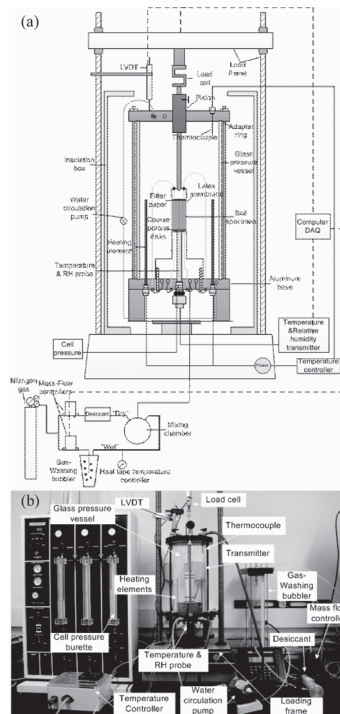 (a)
LVDT
Load
cell
Load
frame
Piston
Adapter
ring
Thermocouple
Glass
pressure
vessel
Insulation
box
Water
circulation
pump
Filter
paper
Latex
membrane
Coarse
porous
disks
Soil
specimen
Heating
element
Computer
DAQ
Temperature
& RH probe
Aluminum
base
Cell
pressure
Temperature
&Relative
humidity
transmitter
Temperature
controller
Nitrogen
gas
Mass-Flow
controllers
Desiccant
"Dry"
Mixing
chamber
"Wet"
Gas-
Washing
bubbler
Heat tape temperature
controller
(b)
Load cell
LVDT
Glass pressure
vessel
Thermocouple
Transmitter
Heating
elements
Gas-
Washing
bubbler
Mass flow
controller
Cell pressure
burette
Desiccant
Temperature &
RH probe
Temperature
Controller
Water
circulation
pump
Loading
frame